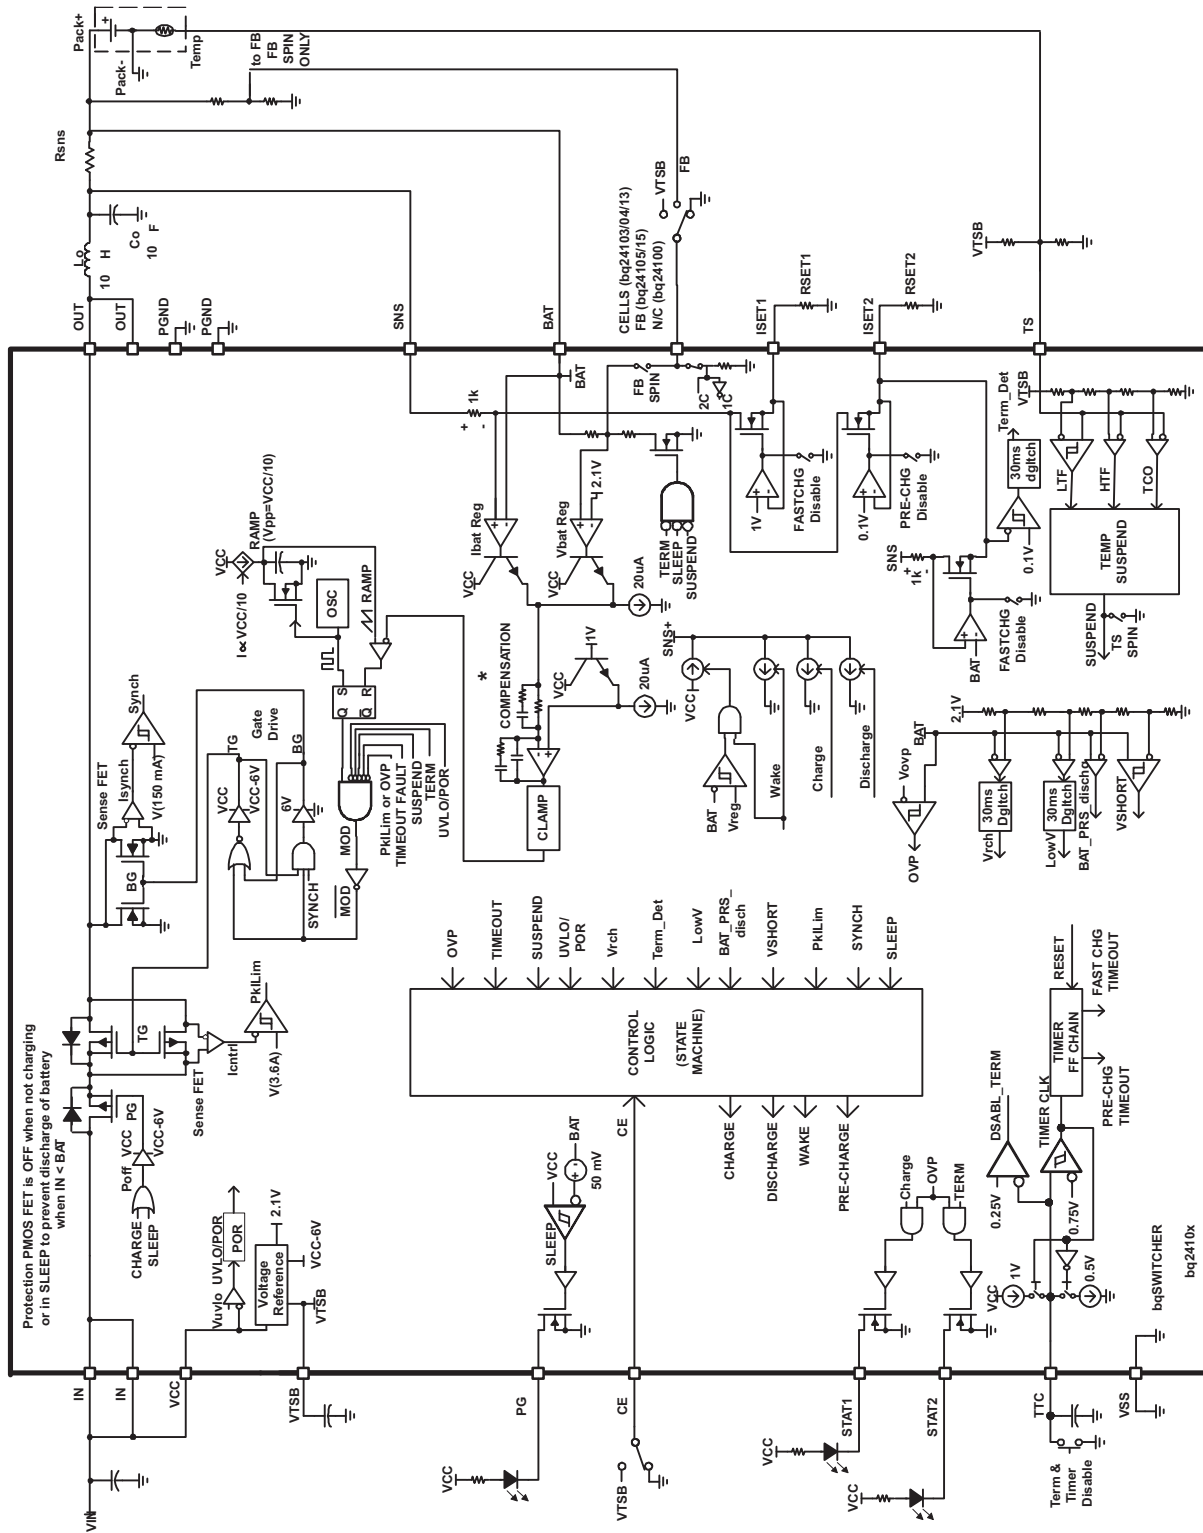 Protection PMOS FET is OFF when not charging
or in SLEEP to prevent discharge of battery
when IN < BAT
VIN
IN
IN
VCC
VTSB
PG
VCC
CE
VTSB
STAT1
VCC
STAT2
VCC
TTC
Term &
Timer
Disable
VSS
CHARGE
SLEEP
Poff
VCC
VCC-6V
PG
Vuvlo
UVLO/POR
POR
Voltage
Reference
2.1V
VCC-6V
VTSB
TG
Sense FET
Icntrl
PkILim
V(3.6A)
Sense FET
BG
Isynch
Synch
V(150 mA)
TG
VCC
VCC-6V
Gate
Drive
6V
BG
SYNCH
MOD
MOD
PkILim or OVP
TIMEOUT FAULT
SUSPEND
TERM
UVLO/POR
S
Q
R
Q
OSC
VCC
I∝VCC/10
RAMP
(Vpp=VCC/10)
RAMP
OUT
OUT
PGND
PGND
Lo
10 H
Co
10 F
Rsns
Pack+
+
Pack-
Temp
to FB
FB
SPIN
ONLY
SNS
BAT
CELLS (bq24103/04/13)
FB (bq24105/15)
N/C (bq24100)
VTSB
FB
ISET1
RSET1
ISET2
RSET2
TS
VTSB
+ 1k -
BAT
Ibat Reg
VCC
+
-
Vbat Reg
VCC
+
-
2.1V
20uA
TERM
SLEEP
SUSPEND
FB
SPIN
2C
1C
*
COMPENSATION
-
+
CLAMP
VCC
1V
20uA
1V
+
-
FASTCHG
Disable
0.1V
+
-
PRE-CHG
Disable
SNS+
VCC
BAT
Vreg
Wake
Charge
Discharge
SNS
+
1k
-
BAT
+
-
FASTCHG
Disable
0.1V
30ms
dgltch
Term_Det
VTSB
LTF
HTF
TCO
TEMP
SUSPEND
SUSPEND
TS
SPIN
2.1V
BAT
Vovp
OVP
30ms
Dgltch
Vrch
30ms
Dgltch
LowV
BAT_PRS_dischg
VSHORT
CONTROL
LOGIC
(STATE
MACHINE)
OVP
TIMEOUT
SUSPEND
UVLO/
POR
Vrch
Term_Det
LowV
BAT_PRS_
disch
VSHORT
PkILim
SYNCH
SLEEP
CE
CHARGE
DISCHARGE
WAKE
PRE-CHARGE
SLEEP
VCC
BAT
+
-
50 mV
Charge
OVP
TERM
VCC
1V
0.5V
0.25V
DSABL_TERM
0.75V
TIMER CLK
TIMER
FF CHAIN
RESET
FAST CHG
TIMEOUT
PRE-CHG
TIMEOUT
bqSWITCHER
bq2410x